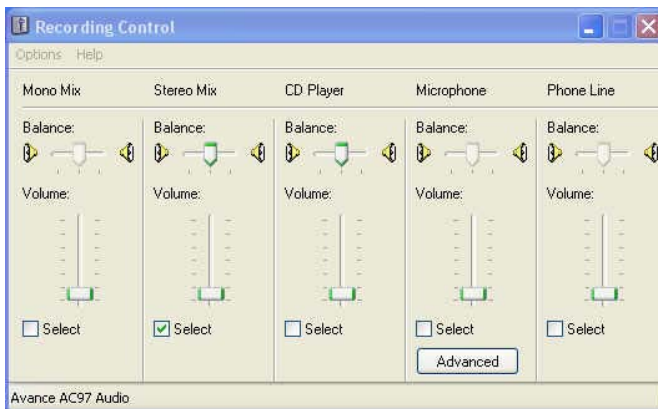 Recording Control
Options Help
Mono Mix Stereo Mix CD Player Microphone Phone Line
Balance: Balance: Balance: Balance: Balance:
Volume: Volume: Volume: Volume: Volume:
Select Select Select Select Select
Advanced
Avance AC97 Audio